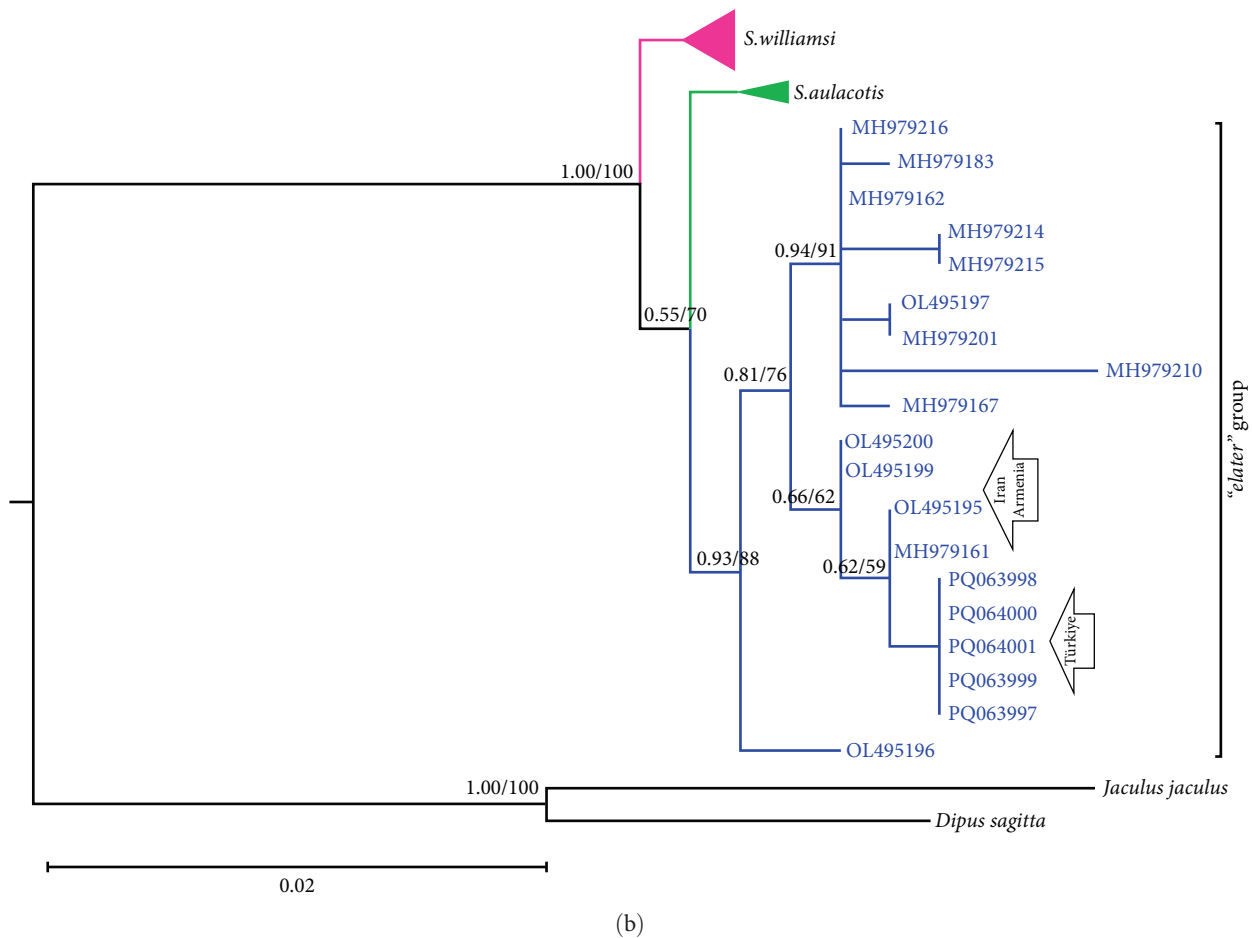 S.williamsi
S.aulacotis
MH979216
MH979183
1.00/100
MH979162
MH979214
0.94/91
MH979215
OL495197
0.55/70
MH979201
0.81/76
MH979210
MH979167
"elater" group
OL495200
OL495199
0.66/62
Iran
Armenia
OL495195
0.93/88
MH979161
0.62/59
PQ063998
PQ064000
PQ064001
Türkiye
PQ063999
PQ063997
OL495196
1.00/100
Jaculus jaculus
Dipus sagitta
0.02
(b)